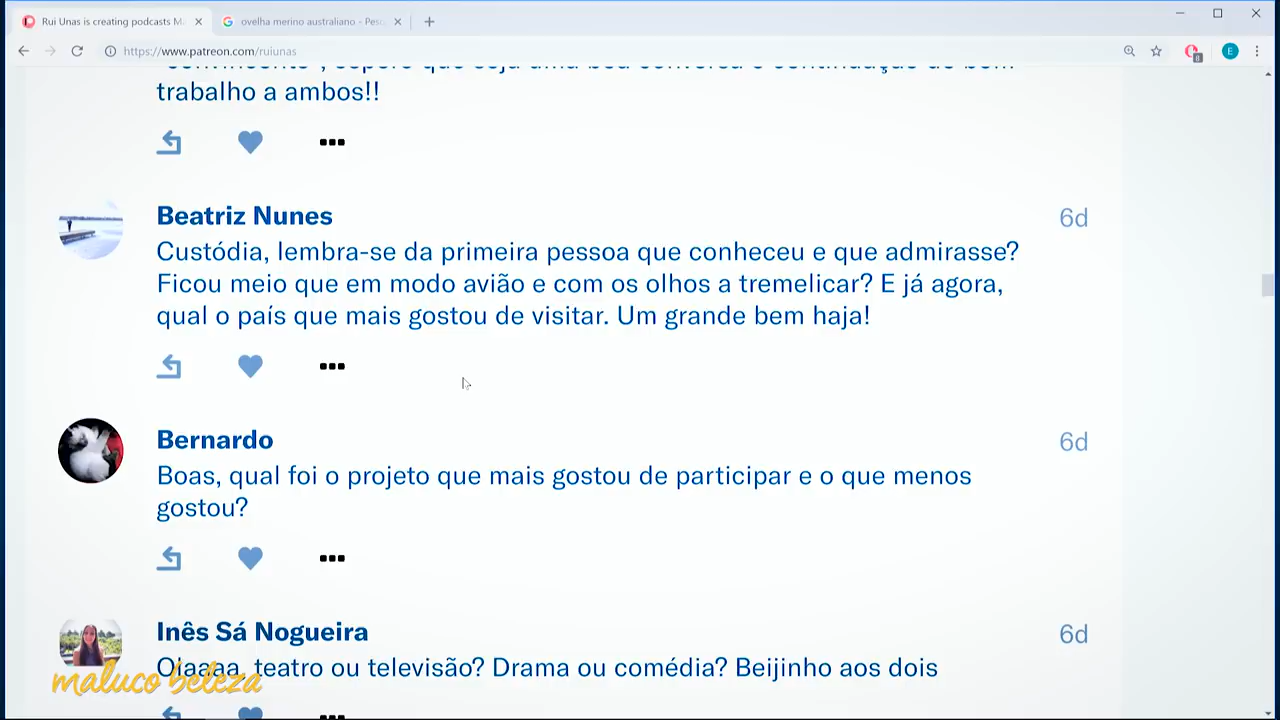 Rui Unas is creating podcasts M
ovelha merino australiano - Pes
https://www.patreon.com/ruiunas
E
trabalho a ambos!!
Beatriz Nunes
6d
Custódia, lembra-se da primeira pessoa que conheceu e que admirasse?
Ficou meio que em modo avião e com os olhos a tremelicar? E já agora,
qual o país que mais gostou de visitar. Um grande bem haja!
Bernardo
6d
Boas, qual foi o projeto que mais gostou de participar e o que menos
gostou?
Inês Sá Nogueira
6d
Olaaaa, teatro ou televisão? Drama ou comédia? Beijinho aos dois
maluco beleza